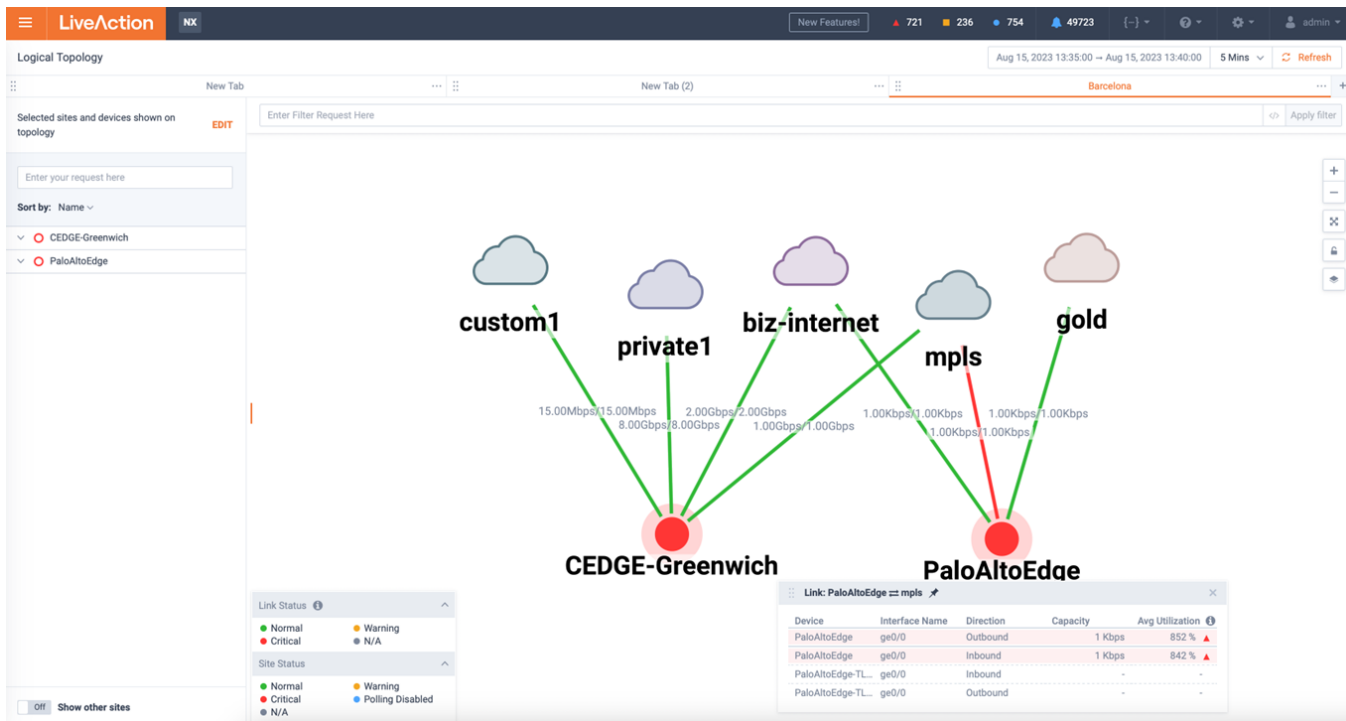 LiveAction NX New Features! 721 236 754 49723 {--} admin
Logical Topology Aug 15, 2023 13:35:00 → Aug 15, 2023 13:40:00 5 Mins Refresh
New Tab ··· New Tab (2) ··· Barcelona ··· +
Selected sites and devices shown on
topology
EDIT
Enter Filter Request Here </> Apply filter
Enter your request here
Sort by: Name
CEDGE-Greenwich
PaloAltoEdge
custom1
private1
biz-internet
mpls
gold
15.00Mbps/15.00Mbps
8.00Gbps/8.00Gbps
2.00Gbps/2.00Gbps
1.00Gbps/1.00Gbps
1.00Kbps/1.00Kbps
1.00Kbps/1.00Kbps
1.00Kbps/1.00Kbps
CEDGE-Greenwich
PaloAltoEdge
Link Status
Normal Warning
Critical N/A
Site Status
Normal Warning
Critical Polling Disabled
N/A
Link: PaloAltoEdge ⇄ mpls
Device Interface Name Direction Capacity Avg Utilization
PaloAltoEdge ge0/0 Outbound 1 Kbps 852 %
PaloAltoEdge ge0/0 Inbound 1 Kbps 842 %
PaloAltoEdge-TL... ge0/0 Inbound - -
PaloAltoEdge-TL... ge0/0 Outbound - -
Off Show other sites